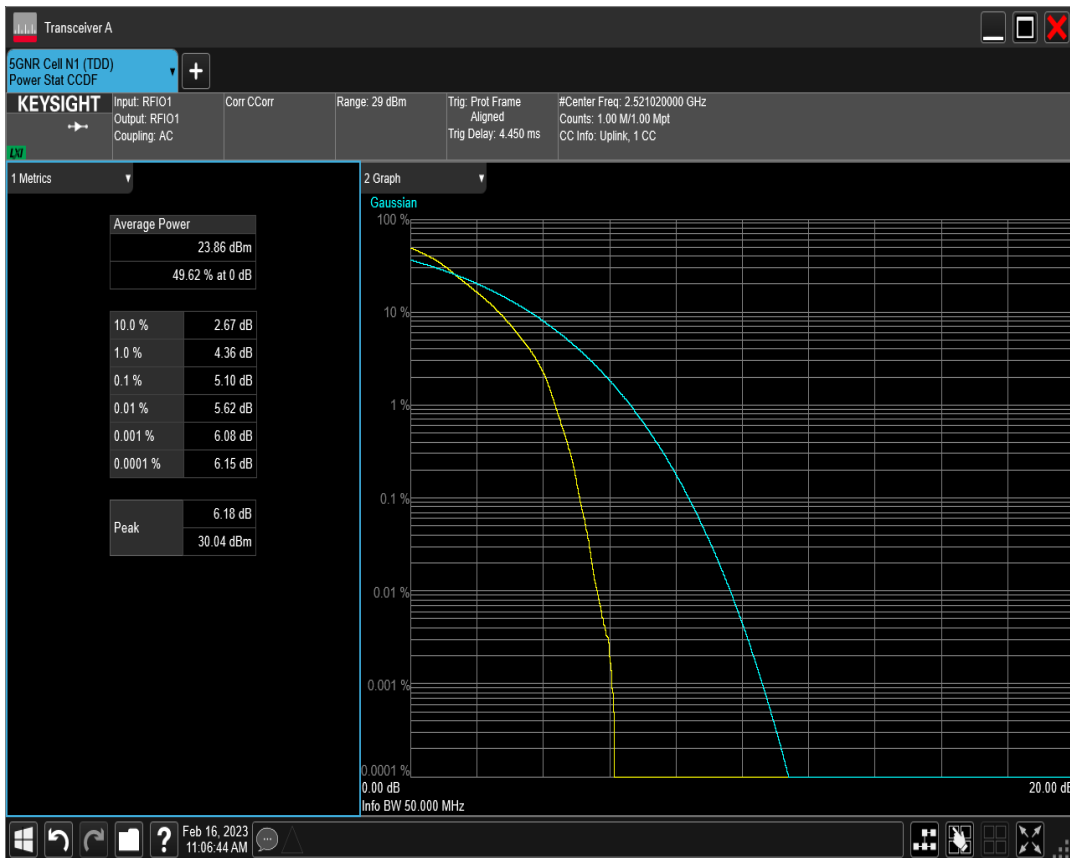 Transceiver A
5GNR Cell N1 (TDD)
Power Stat CCDF
+
KEYSIGHT
LXI
Input: RFIO1
Output: RFIO1
Coupling: AC
Corr CCorr
Range: 29 dBm
Trig: Prot Frame
Aligned
Trig Delay: 4.450 ms
#Center Freq: 2.521020000 GHz
Counts: 1.00 M/1.00 Mpt
CC Info: Uplink, 1 CC
1 Metrics
Average Power
23.86 dBm
49.62 % at 0 dB
10.0 % 2.67 dB
1.0 % 4.36 dB
0.1 % 5.10 dB
0.01 % 5.62 dB
0.001 % 6.08 dB
0.0001 % 6.15 dB
Peak
6.18 dB
30.04 dBm
2 Graph
Gaussian
100 %
10 %
1 %
0.1 %
0.01 %
0.001 %
0.0001 %
0.00 dB 20.00 dB
Info BW 50.000 MHz
?
Feb 16, 2023
11:06:44 AM